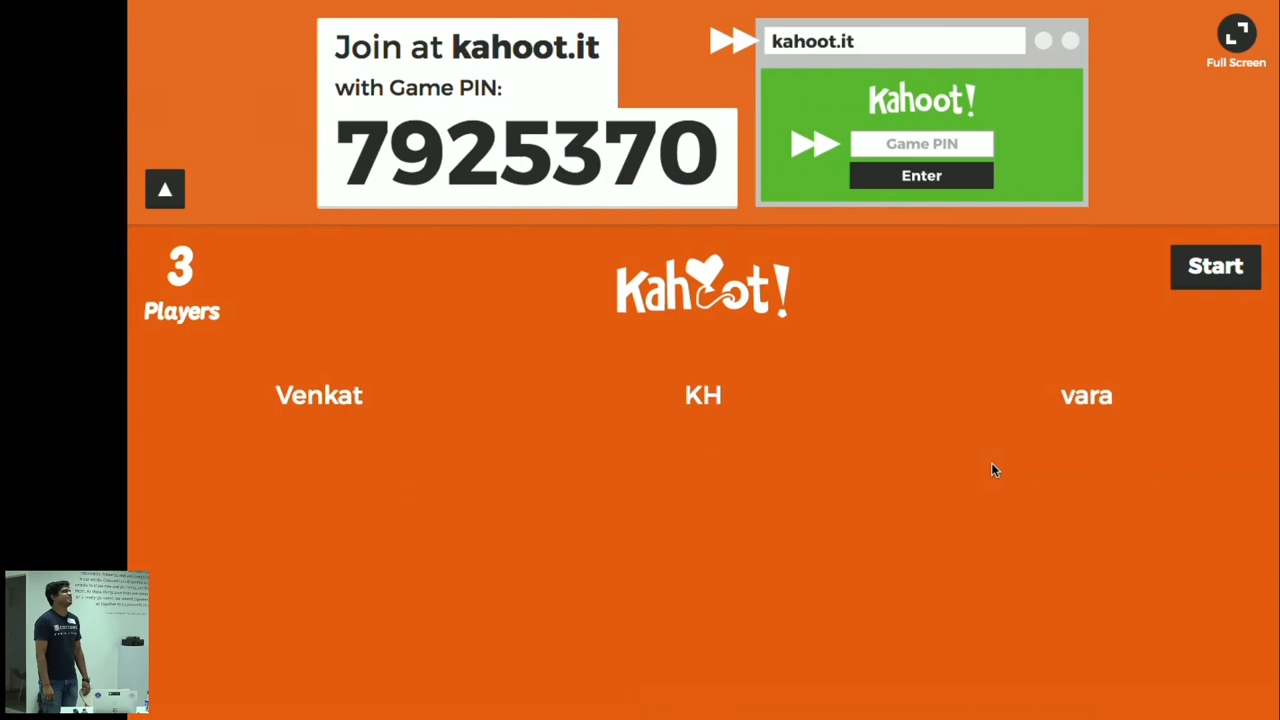 Join at kahoot.it
with Game PIN:
7925370
kahoot.it
Kahoot!
Game PIN
Enter
Full Screen
▲
3
Players
Kahoot!
Start
Venkat
KH
vara